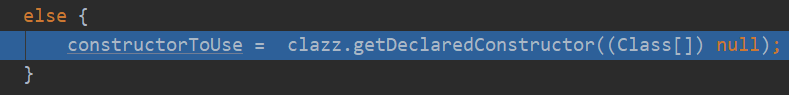 else {
constructorToUse =  clazz.getDeclaredConstructor((Class[]) null);
}